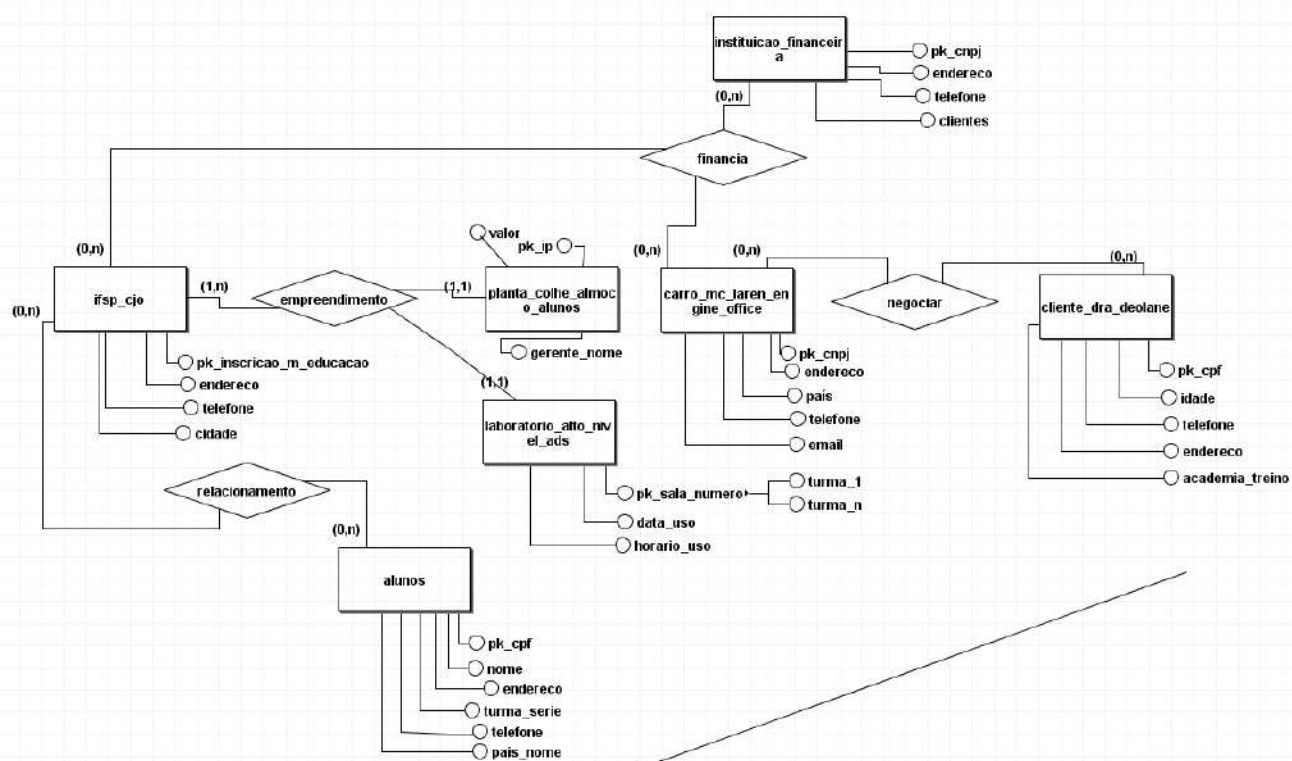 instituicao_financeir
a
pk_cnpj
endereco
telefone
clientes
(0,n)
financia
(0,n)
ifsp_cjo
(1,n)
(0,n)
pk_inscricao_m_educacao
endereco
telefone
cidade
empreendimento
valor
pk_ip
(1,1)
planta_colhe_almoc
o_alunos
gerente_nome
(1,1)
laboratorio_alto_niv
el_ads
pk_sala_numero
turma_1
turma_n
data_uso
horario_uso
(0,n)
(0,n)
carro_mc_laren_en
gine_office
pk_cnpj
endereco
país
telefone
email
negociar
(0,n)
cliente_dra_deolane
pk_cpf
idade
telefone
endereco
academia_treino
relacionamento
(0,n)
alunos
pk_cpf
nome
endereco
turma_serie
telefone
pais_nome